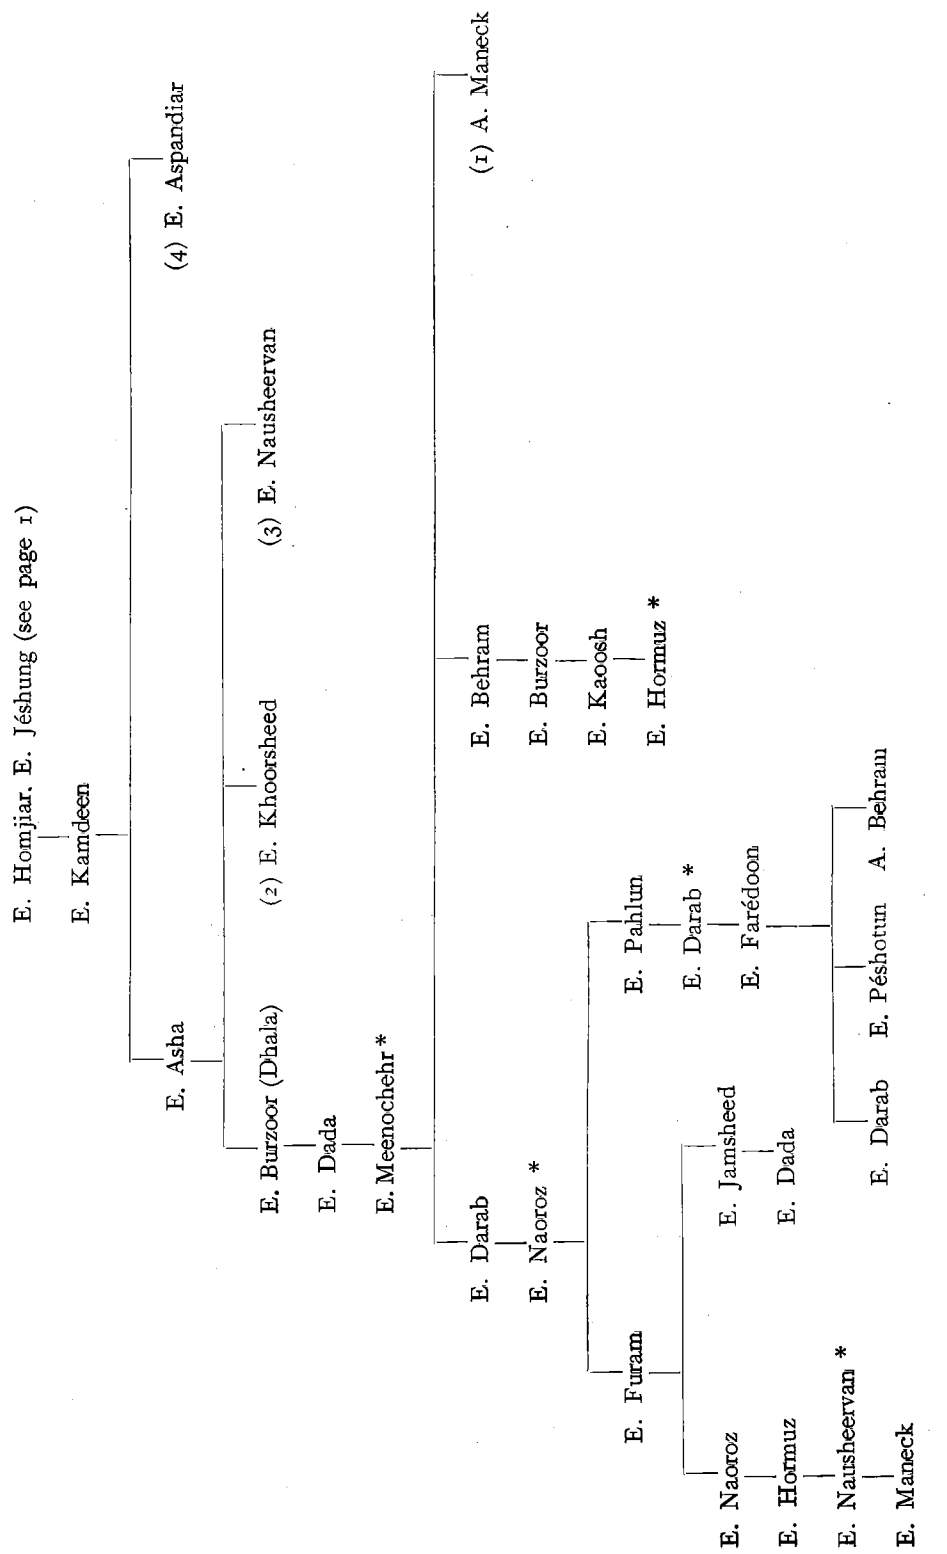 E. Homjiar. E. Jéshung (see page 1)
E. Kamdeen
E. Asha (4) E. Aspandiar
E. Burzoor (Dhala) (2) E. Khoorsheed (3) E. Nausheervan
E. Dada
E. Meenochehr *
E. Darab E. Behram (1) A. Maneck
E. Naoroz * E. Burzoor
E. Kaoosh
E. Furam E. Pahlun E. Hormuz *
E. Darab *
E. Naoroz E. Jamsheed E. Farédoon
E. Hormuz E. Dada
E. Nausheervan *
E. Maneck E. Darab E. Péshotun A. Behram